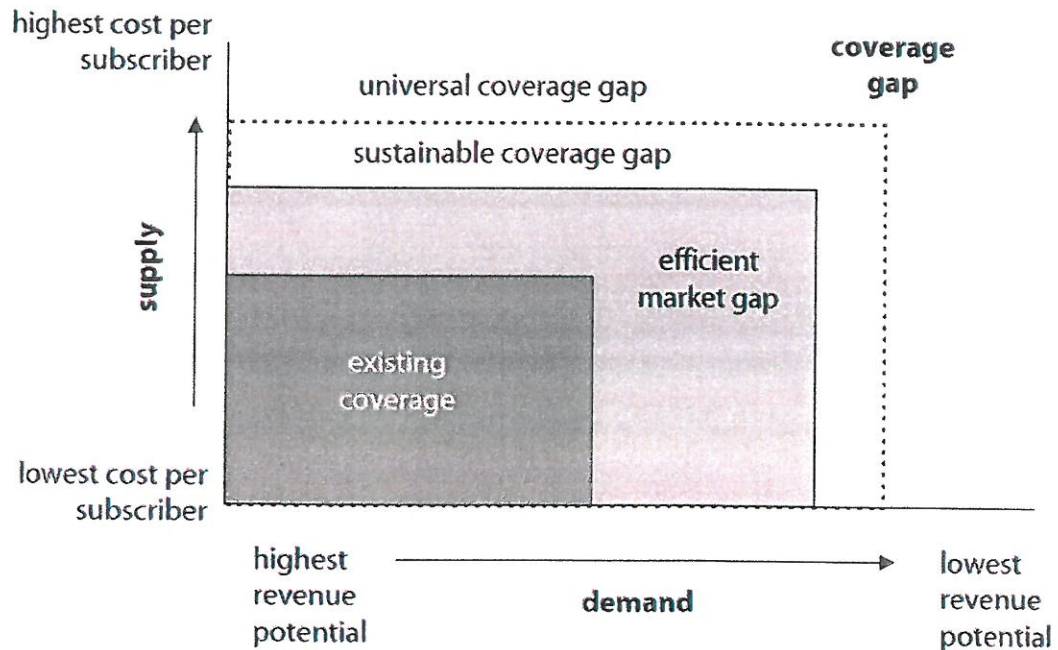 highest cost per
subscriber
coverage
gap
universal coverage gap
sustainable coverage gap
supply
efficient
market gap
existing
coverage
lowest cost per
subscriber
highest
revenue
potential
demand
lowest
revenue
potential